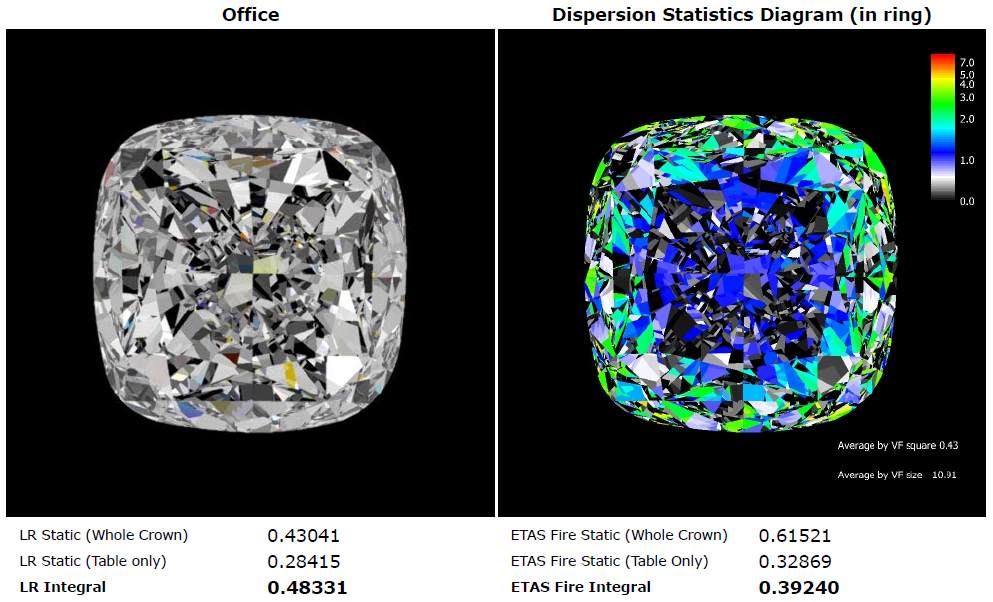 Office
Dispersion Statistics Diagram (in ring)
7.0
5.0
4.0
3.0
2.0
1.0
0.0
Average by VF square 0.43
Average by VF size 10.91
LR Static (Whole Crown) 0.43041
LR Static (Table only) 0.28415
LR Integral 0.48331
ETAS Fire Static (Whole Crown) 0.61521
ETAS Fire Static (Table Only) 0.32869
ETAS Fire Integral 0.39240